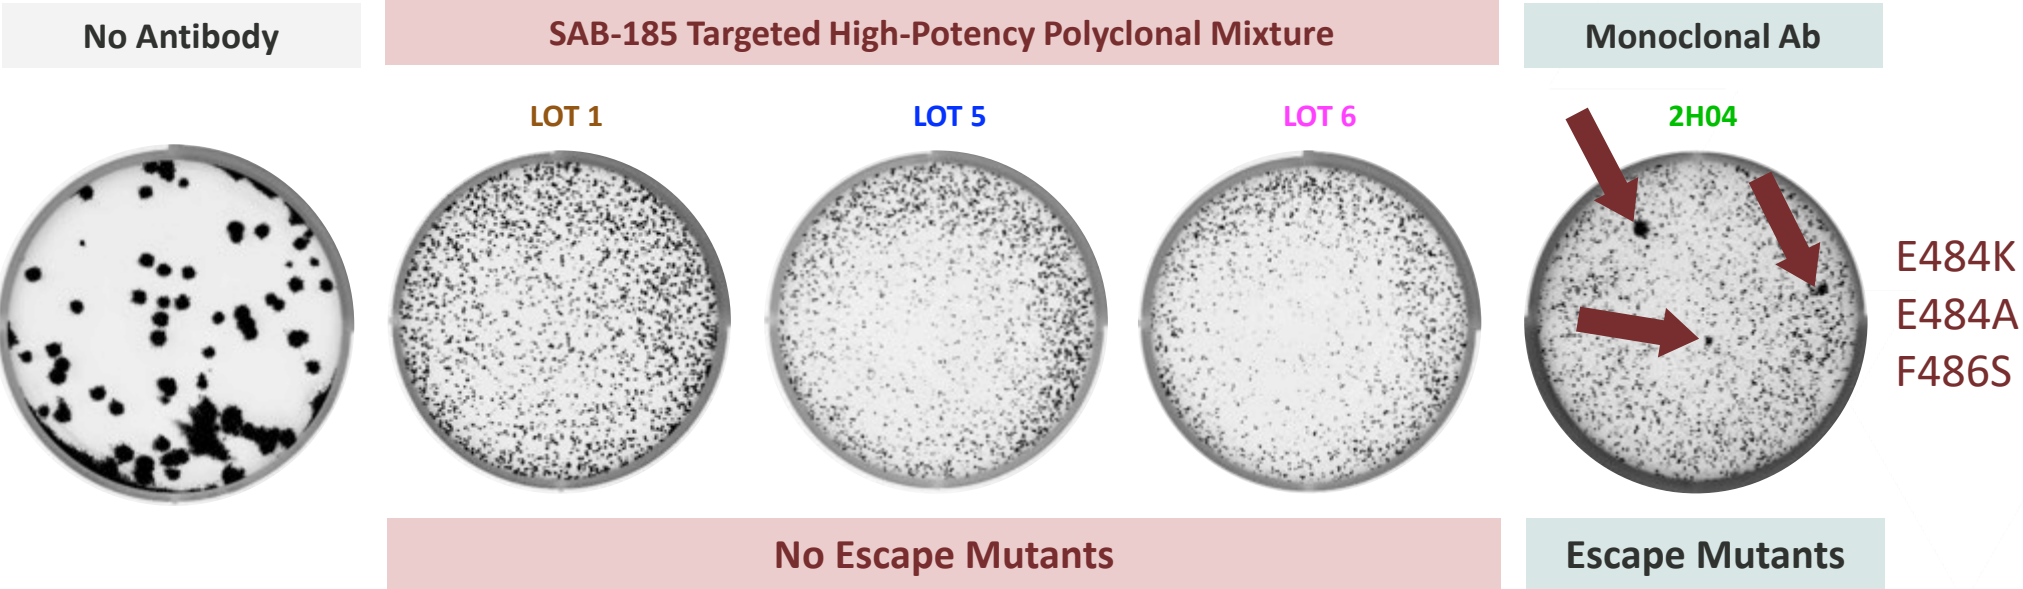 No Antibody
SAB-185 Targeted High-Potency Polyclonal Mixture
Monoclonal Ab
LOT 1
LOT 5
LOT 6
2H04
E484K
E484A
F486S
No Escape Mutants
Escape Mutants